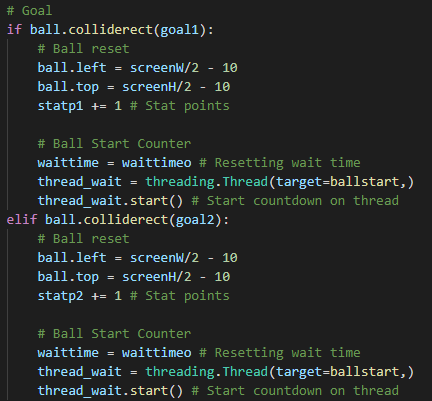 # Goal
if ball.colliderect(goal1):
    # Ball reset
    ball.left = screenW/2 - 10
    ball.top = screenH/2 - 10
    statp1 += 1 # Stat points

    # Ball Start Counter
    waittime = waittimeo # Resetting wait time
    thread_wait = threading.Thread(target=ballstart,)
    thread_wait.start() # Start countdown on thread
elif ball.colliderect(goal2):
    # Ball reset
    ball.left = screenW/2 - 10
    ball.top = screenH/2 - 10
    statp2 += 1 # Stat points

    # Ball Start Counter
    waittime = waittimeo # Resetting wait time
    thread_wait = threading.Thread(target=ballstart,)
    thread_wait.start() # Start countdown on thread